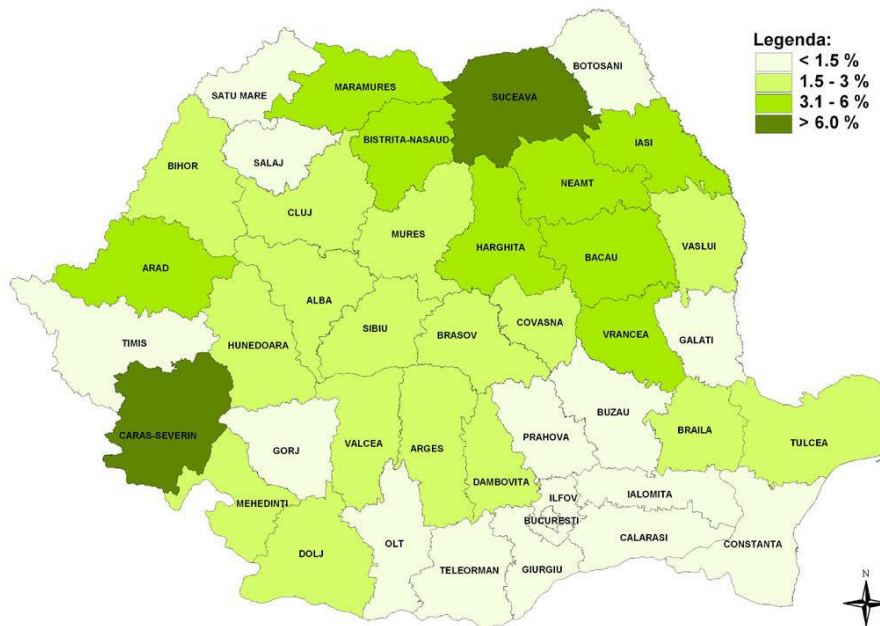 Legenda:
< 1.5 %
1.5 - 3 %
3.1 - 6 %
> 6.0 %
BOTOSANI
SATU MARE
MARAMURES
SUCEAVA
BISTRITA-NASAUD
IASI
SALAJ
BIHOR
NEAMT
CLUJ
MURES
HARGHITA
BACAU
VASLUI
ARAD
ALBA
COVASNA
SIBIU
BRASOV
VRANCEA
GALATI
TIMIS
HUNEDOARA
BUZAU
CARAS-SEVERIN
GORJ
VALCEA
ARGES
PRAHOVA
BRAILA
TULCEA
DAMBOVITA
ILFOV
IALOMITA
MEHEDINTI
BUCURESTI
CALARASI
CONSTANTA
DOLJ
OLT
TELEORMAN
GIURGIU
N